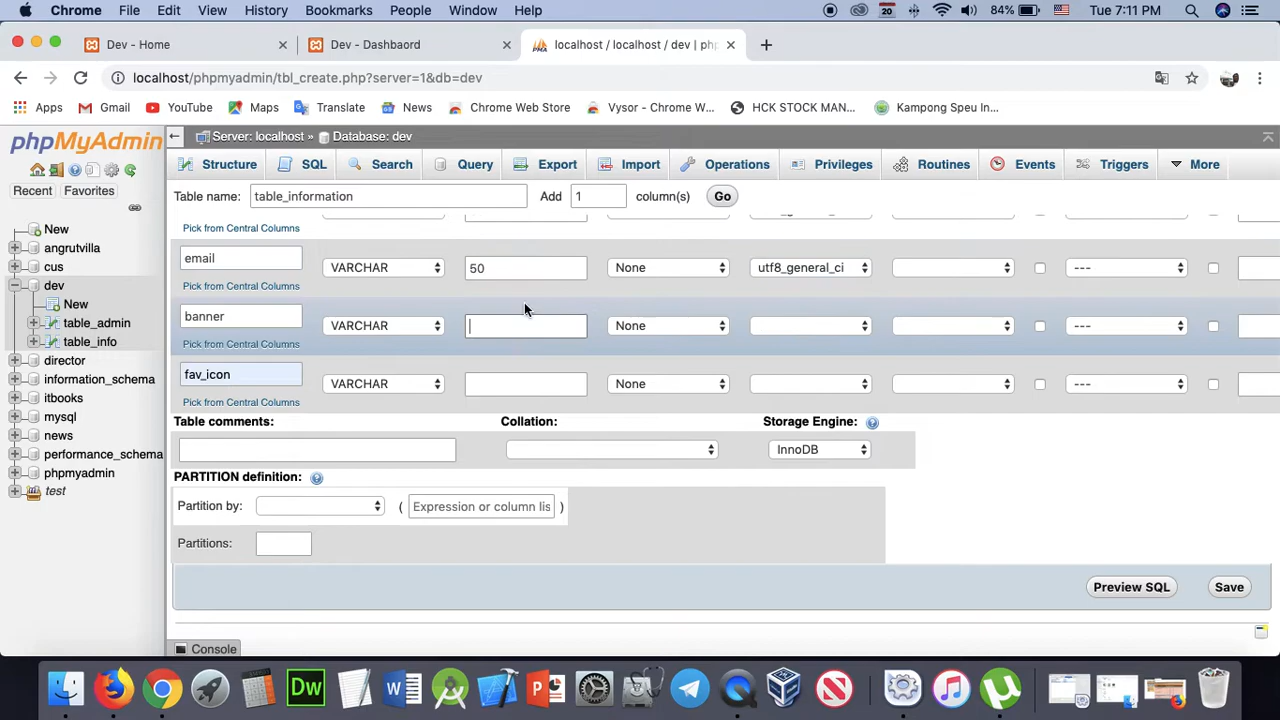 Chrome File Edit View History Bookmarks People Window Help 20 84% Tue 7:11 PM
Dev - Home Dev - Dashbaord localhost / localhost / dev | php
localhost/phpmyadmin/tbl_create.php?server=1&db=dev
Apps Gmail YouTube Maps Translate News Chrome Web Store Vysor - Chrome W... HCK STOCK MAN... Kampong Speu In...
phpMyAdmin
Recent Favorites
New
angrutvilla
cus
dev
New
table_admin
table_info
director
information_schema
itbooks
mysql
news
performance_schema
phpmyadmin
test
Server: localhost » Database: dev
Structure SQL Search Query Export Import Operations Privileges Routines Events Triggers More
Table name: table_information Add 1 column(s) Go
Pick from Central Columns
email VARCHAR 50 None utf8_general_ci ---
Pick from Central Columns
banner VARCHAR None ---
Pick from Central Columns
fav_icon VARCHAR None ---
Pick from Central Columns
Table comments: Collation: Storage Engine:
InnoDB
PARTITION definition:
Partition by: ( Expression or column lis )
Partitions:
Preview SQL Save
Console
Dw